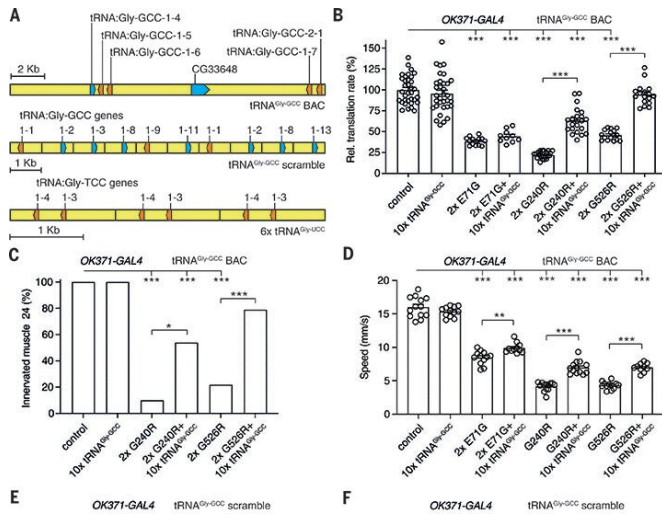 A
tRNA:Gly-GCC-1-4
tRNA:Gly-GCC-1-5
tRNA:Gly-GCC-1-6
tRNA:Gly-GCC-2-1
tRNA:Gly-GCC-1-7
CG33648
2 Kb
tRNAGly-GCC BAC
tRNA:Gly-GCC genes
1-1 1-2 1-3 1-8 1-9 1-11 1-1 1-2 1-8 1-13
1 Kb
tRNAGly-GCC scramble
tRNA:Gly-TCC genes
1-4 1-3 1-4 1-3 1-4 1-3
1 Kb
6x tRNAGly-UCC
B
OK371-GAL4 tRNAGly-GCC BAC
*** *** *** *** ***
*** ***
Rel. translation rate (%)
175
150
125
100
75
50
25
0
control
10x tRNAGly-GCC
2x E71G
2x E71G+
10x tRNAGly-GCC
2x G240R
2x G240R+
10x tRNAGly-GCC
2x G526R
2x G526R+
10x tRNAGly-GCC
C
OK371-GAL4 tRNAGly-GCC BAC
*** *** ***
* ***
Innervated muscle 24 (%)
100
80
60
40
20
0
control
10x tRNAGly-GCC
2x G240R
2x G240R+
10x tRNAGly-GCC
2x G526R
2x G526R+
10x tRNAGly-GCC
D
OK371-GAL4 tRNAGly-GCC BAC
*** *** *** *** *** ***
** *** ***
Speed (mm/s)
20
15
10
5
0
control
10x tRNAGly-GCC
2x E71G
2x E71G+
10x tRNAGly-GCC
G240R
G240R+
10x tRNAGly-GCC
G526R
G526R+
10x tRNAGly-GCC
E
OK371-GAL4 tRNAGly-GCC scramble
F
OK371-GAL4 tRNAGly-GCC scramble